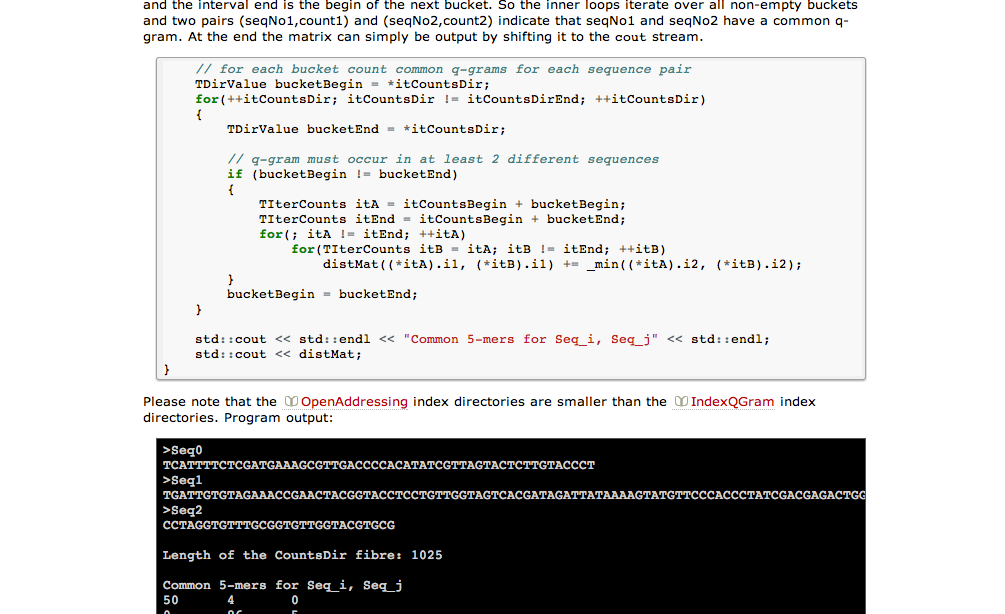 and the interval end is the begin of the next bucket. So the inner loops iterate over all non-empty buckets
and two pairs (seqNo1,count1) and (seqNo2,count2) indicate that seqNo1 and seqNo2 have a common q-
gram. At the end the matrix can simply be output by shifting it to the cout stream.
// for each bucket count common q-grams for each sequence pair
TDirValue bucketBegin = *itCountsDir;
for(++itCountsDir; itCountsDir != itCountsDirEnd; ++itCountsDir)
{
TDirValue bucketEnd = *itCountsDir;
// q-gram must occur in at least 2 different sequences
if (bucketBegin != bucketEnd)
{
TIterCounts itA = itCountsBegin + bucketBegin;
TIterCounts itEnd = itCountsBegin + bucketEnd;
for(; itA != itEnd; ++itA)
for(TIterCounts itB = itA; itB != itEnd; ++itB)
distMat((*itA).i1, (*itB).i1) += _min((*itA).i2, (*itB).i2);
}
bucketBegin = bucketEnd;
}
std::cout << std::endl << "Common 5-mers for Seq_i, Seq_j" << std::endl;
std::cout << distMat;
}
Please note that the OpenAddressing index directories are smaller than the IndexQGram index
directories. Program output:
>Seq0
TCATTTTCTCGATGAAAGCGTTGACCCCACATATCGTTAGTACTCTTGTACCCT
>Seq1
TGATTGTGTAGAAACCGAACTACGGTACCTCCTGTTGGTAGTCACGATAGATTATAAAAGTATGTTCCCACCCTATCGACGAGACTGG
>Seq2
CCTAGGTGTTTGCGGTGTTGGTACGTGCG
Length of the CountsDir fibre: 1025
Common 5-mers for Seq_i, Seq_j
50 4 0